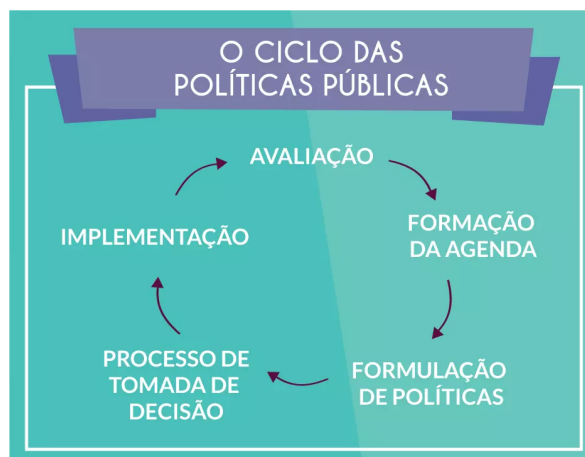 O CICLO DAS
POLÍTICAS PÚBLICAS
AVALIAÇÃO
FORMAÇÃO
DA AGENDA
FORMULAÇÃO
DE POLÍTICAS
PROCESSO DE
TOMADA DE
DECISÃO
IMPLEMENTAÇÃO